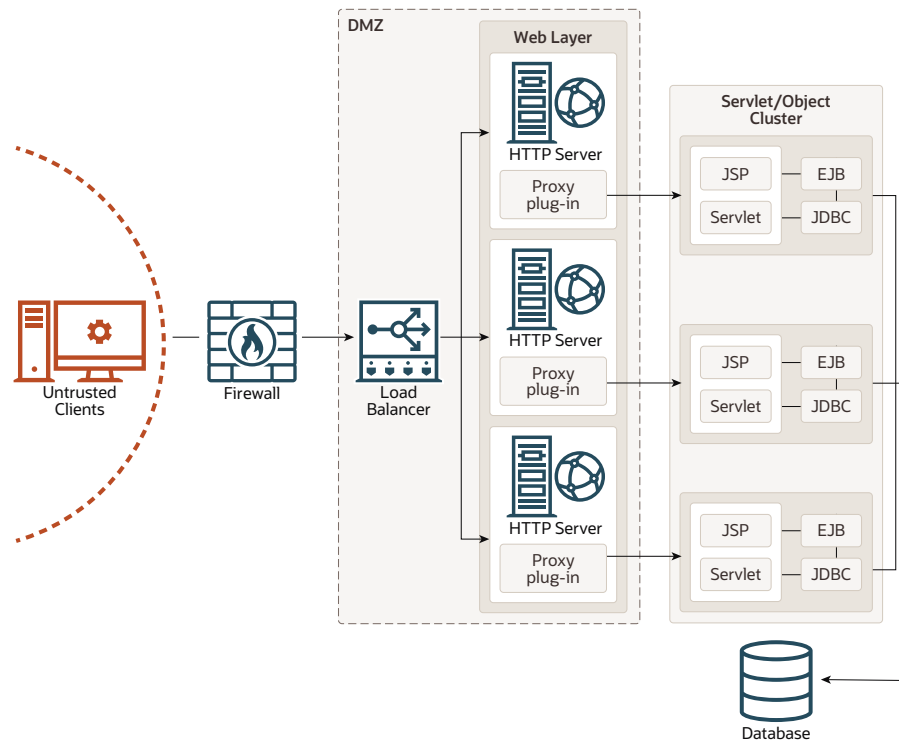 DMZ
Web Layer
HTTP Server
Proxy
plug-in
HTTP Server
Proxy
plug-in
HTTP Server
Proxy
plug-in
Servlet/Object
Cluster
JSP
EJB
Servlet
JDBC
JSP
EJB
Servlet
JDBC
JSP
EJB
Servlet
JDBC
Untrusted
Clients
Firewall
Load
Balancer
Database